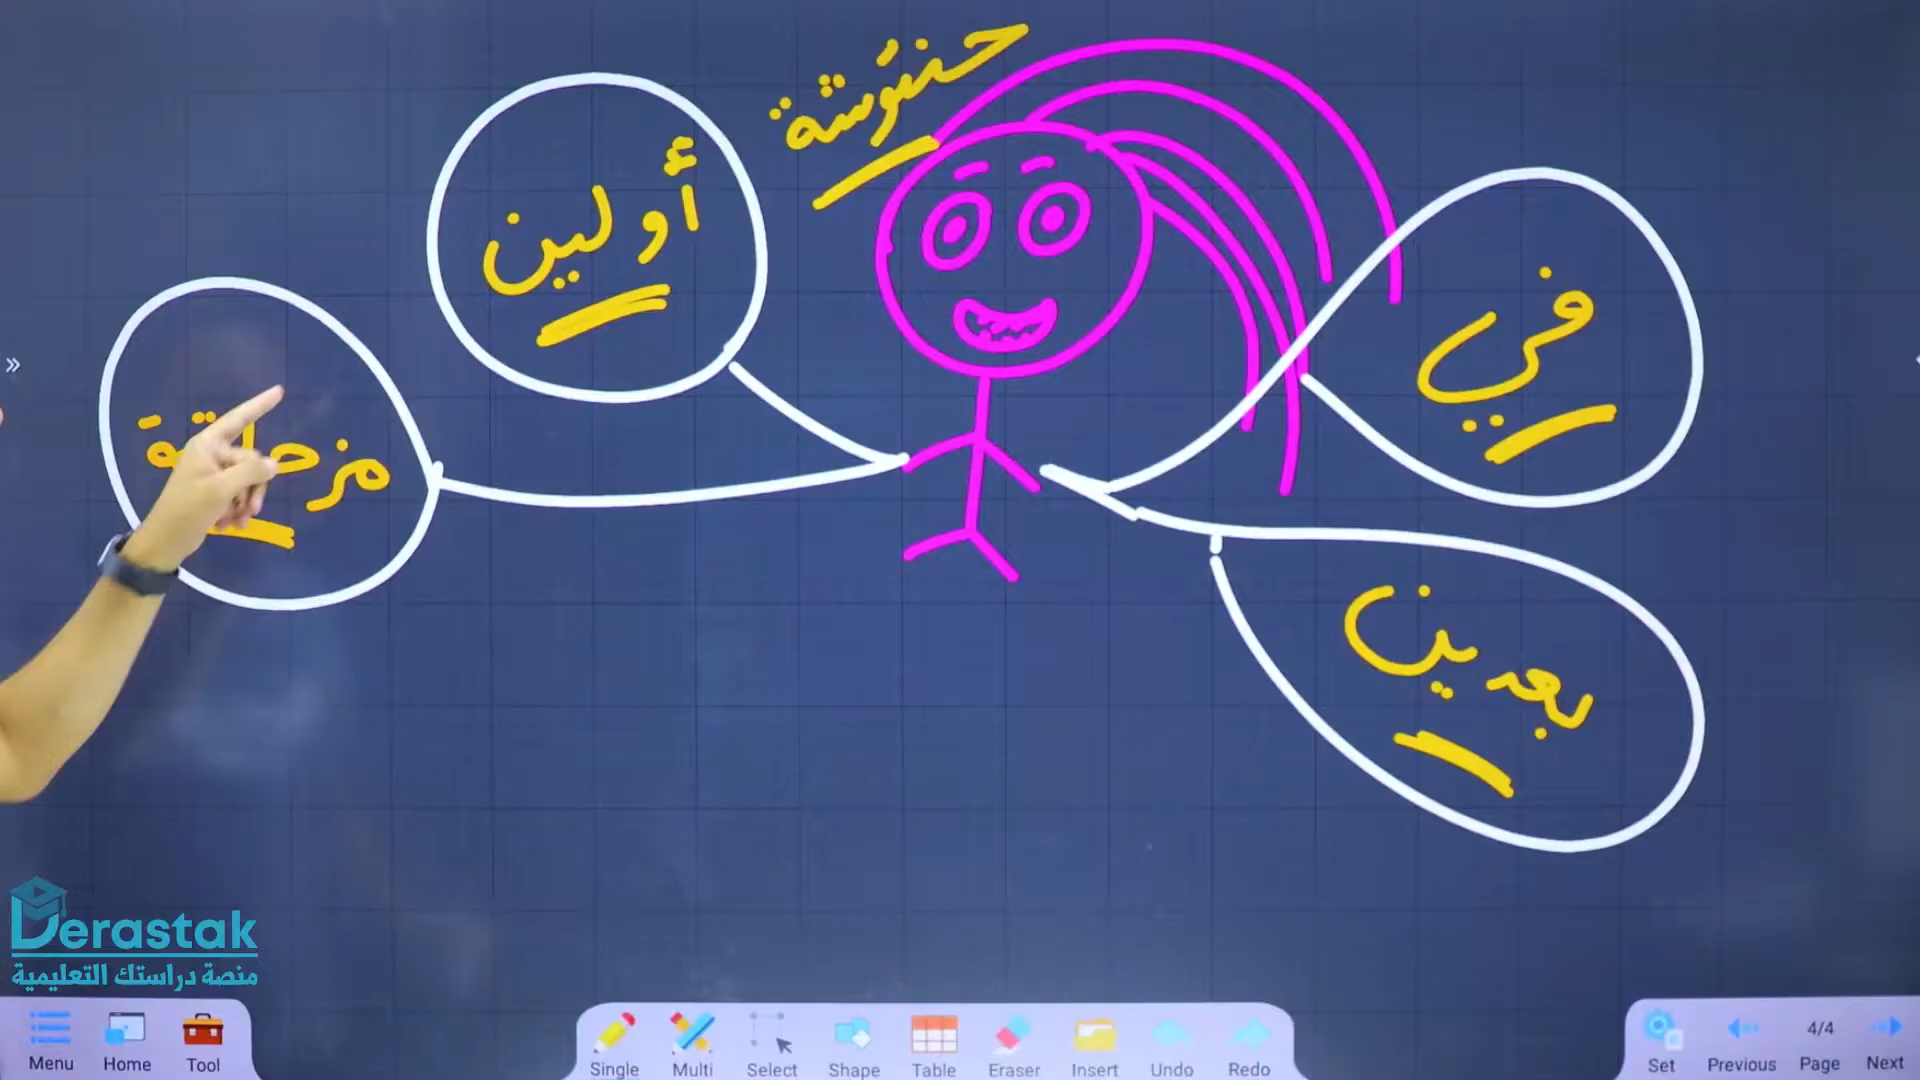 حنتوشة
أولين
في
بعدين
Derastak
منصة دراستك التعليمية
Menu
Home
Tool
Single
Multi
Select
Shape
Table
Eraser
Insert
Undo
Redo
Set
Previous
4/4
Page
Next